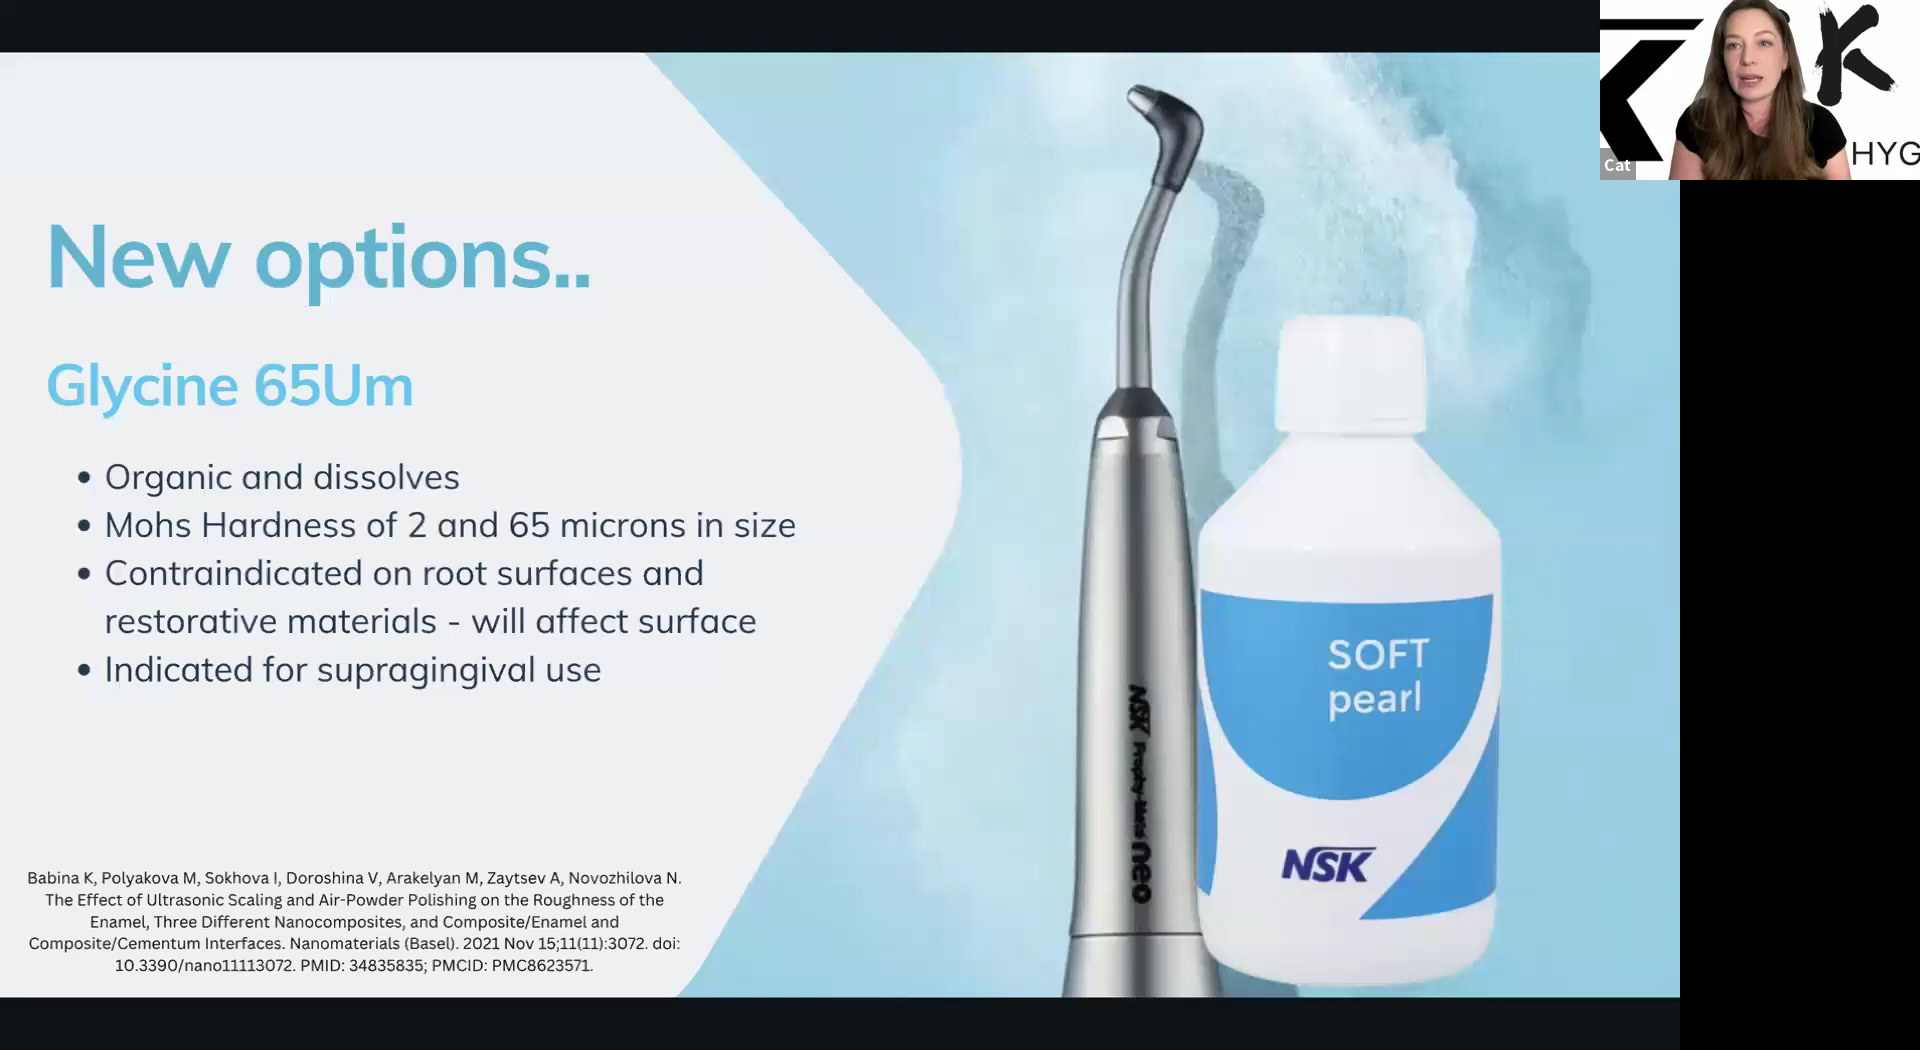 New options..
Glycine 65Um
• Organic and dissolves
• Mohs Hardness of 2 and 65 microns in size
• Contraindicated on root surfaces and
restorative materials - will affect surface
• Indicated for supragingival use
Babina K, Polyakova M, Sokhova I, Doroshina V, Arakelyan M, Zaytsev A, Novozhilova N.
The Effect of Ultrasonic Scaling and Air-Powder Polishing on the Roughness of the
Enamel, Three Different Nanocomposites, and Composite/Enamel and
Composite/Cementum Interfaces. Nanomaterials (Basel). 2021 Nov 15;11(11):3072. doi:
10.3390/nano11113072. PMID: 34835835; PMCID: PMC8623571.
NSK Prophy-Mate neo
SOFT
pearl
NSK
K
HYG
Cat